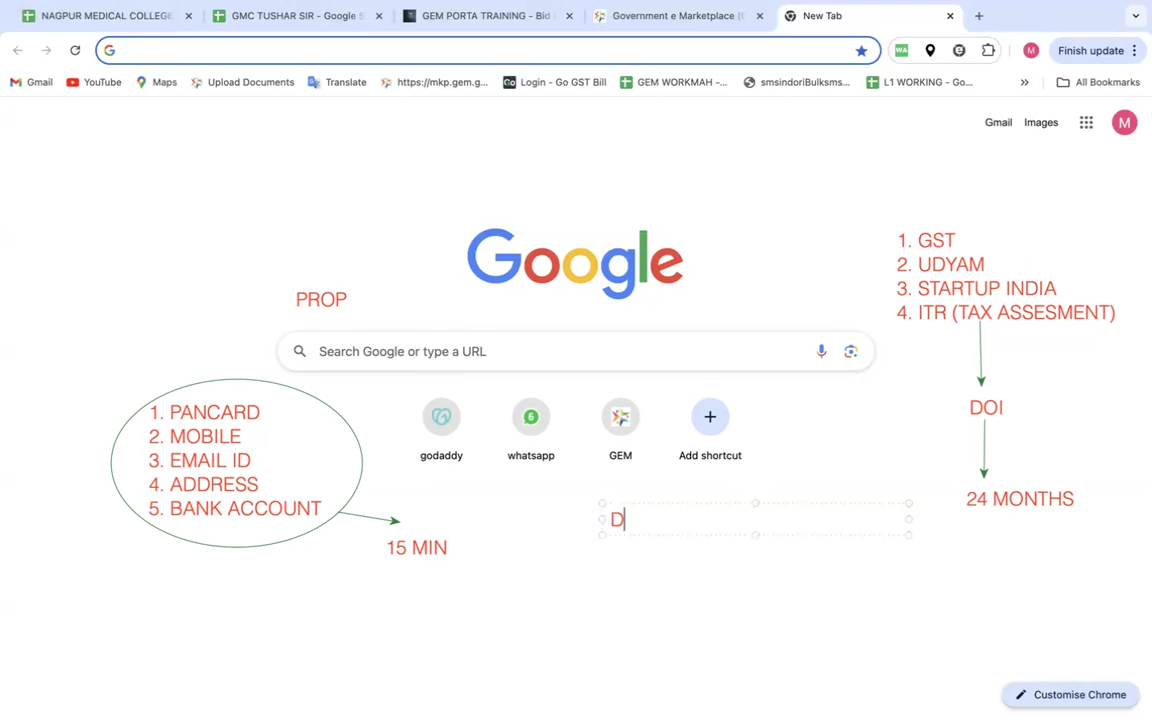 NAGPUR MEDICAL COLLEGE
GMC TUSHAR SIR - Google S
GEM PORTA TRAINING - Bid
Government e Marketplace (
New Tab
Finish update
Gmail
YouTube
Maps
Upload Documents
Translate
https://mkp.gem.g...
Go
Login - Go GST Bill
GEM WORKMAH -...
smsindoriBulksms...
L1 WORKING - Go...
All Bookmarks
WA
M
Gmail
Images
M
Google
1. GST
2. UDYAM
3. STARTUP INDIA
4. ITR (TAX ASSESMENT)
PROP
Search Google or type a URL
DOI
1. PANCARD
2. MOBILE
3. EMAIL ID
4. ADDRESS
5. BANK ACCOUNT
godaddy
whatsapp
GEM
Add shortcut
24 MONTHS
D
15 MIN
Customise Chrome